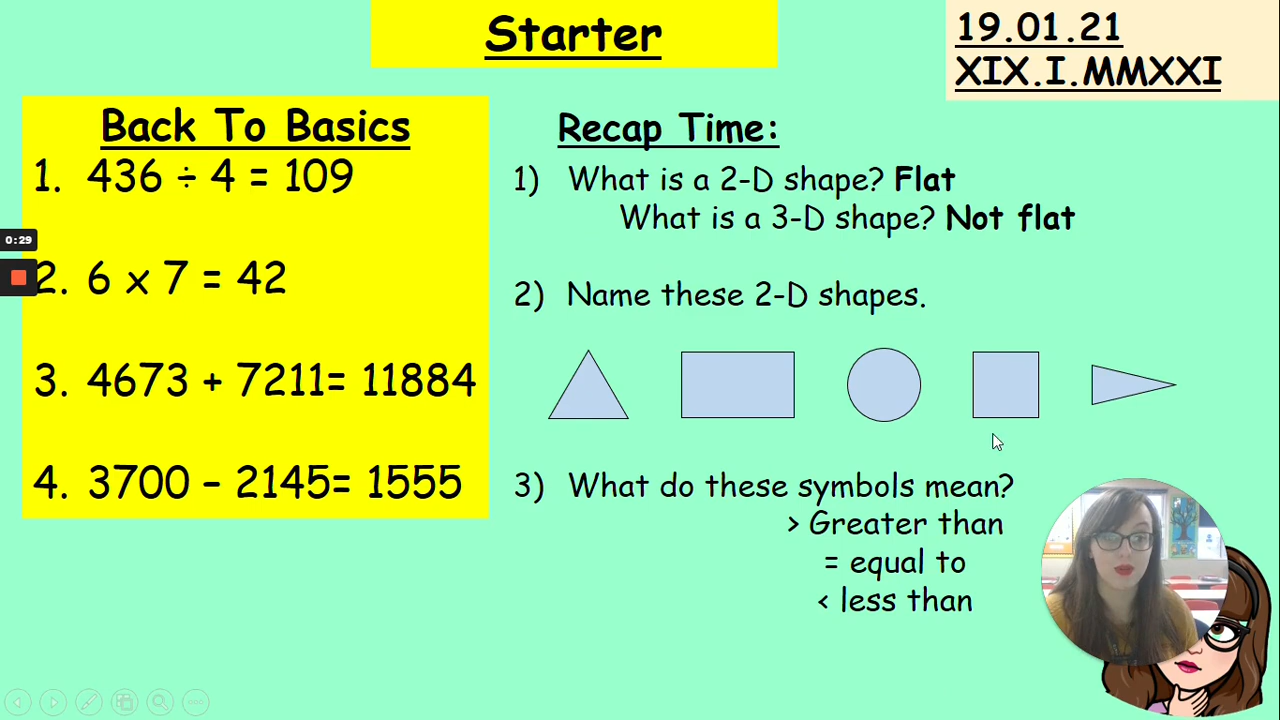 Starter
19.01.21
XIX.I.MMXXI
Back To Basics
1. 436 ÷ 4 = 109
2. 6 x 7 = 42
3. 4673 + 7211= 11884
4. 3700 – 2145= 1555
Recap Time:
1) What is a 2-D shape? Flat
What is a 3-D shape? Not flat
2) Name these 2-D shapes.
3) What do these symbols mean?
> Greater than
= equal to
< less than
0:29